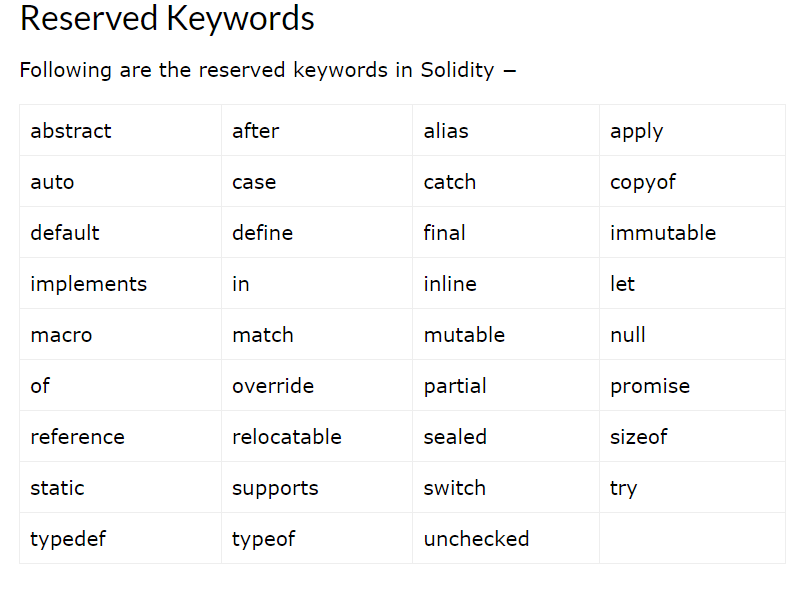 Reserved Keywords
Following are the reserved keywords in Solidity −
abstract after alias apply
auto case catch copyof
default define final immutable
implements in inline let
macro match mutable null
of override partial promise
reference relocatable sealed sizeof
static supports switch try
typedef typeof unchecked